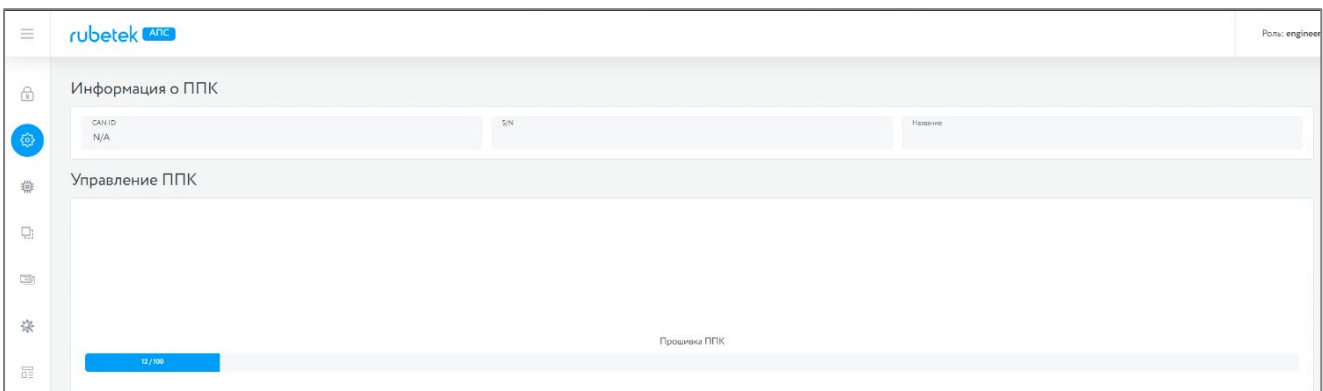 rubetek АПС
Роль: engineer
Информация о ППК
CAN ID
N/A
S/N
Название
Управление ППК
Прошивка ППК
12 / 100